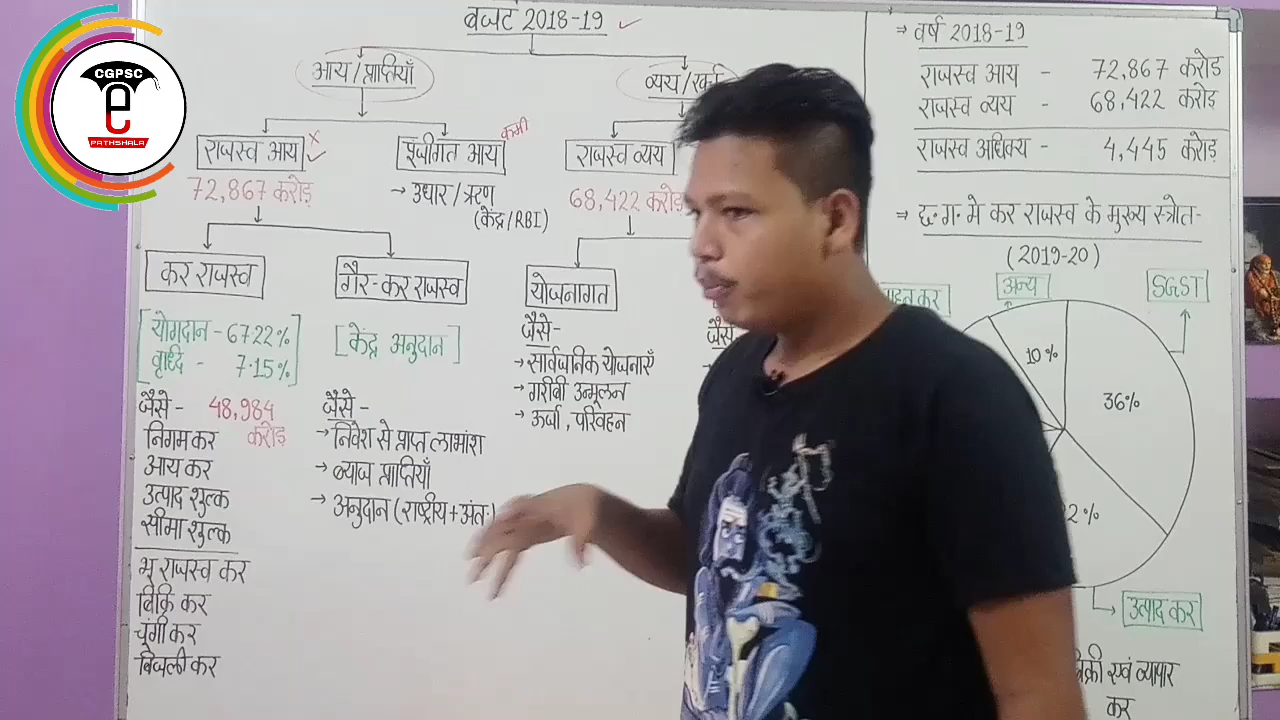 CGPSC
e
PATHSHALA
बजट 2018-19
आय/प्राप्तियाँ
व्यय/खर्च
राजस्व आय
पूंजीगत आय
कमी
राजस्व व्यय
72,867 करोड़
→ उधार/ऋण
(केंद्र/RBI)
68,422 करोड़
कर राजस्व
गैर-कर राजस्व
योजनागत
योगदान - 67.22%
वृद्धि - 7.15%
[केंद्र अनुदान]
जैसे - 48,984
करोड़
निगम कर
आय कर
उत्पाद शुल्क
सीमा शुल्क
भू राजस्व कर
बिक्रि कर
चूंगी कर
बिजली कर
जैसे -
→ निवेश से प्राप्त लाभांश
→ ब्याज प्राप्तियाँ
→ अनुदान (राष्ट्रीय+अंत.)
जैसे-
→ सार्वजनिक योजनाएँ
→ गरीबी उन्मूलन
→ ऊर्जा, परिवहन
जैसे
→ वर्ष 2018-19
राजस्व आय - 72,867 करोड़
राजस्व व्यय - 68,422 करोड़
राजस्व अधिक्य - 4,445 करोड़
→ छ.ग. मे कर राजस्व के मुख्य स्त्रोत-
(2019-20)
कर
अन्य
SGST
10%
36%
2%
उत्पाद कर
बिक्री एवं व्यापार
कर